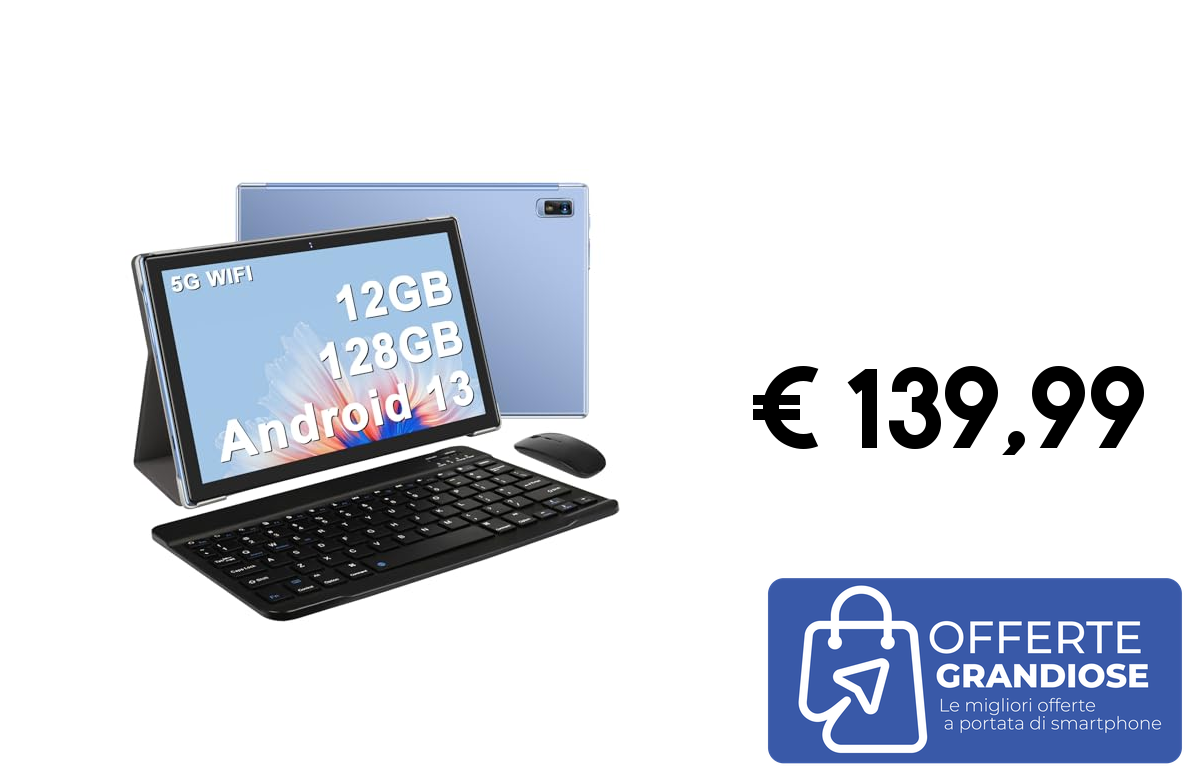 5G WIFI
12GB
128GB
Android 13
€ 139,99
OFFERTE
GRANDIOSE
Le migliori offerte
a portata di smartphone